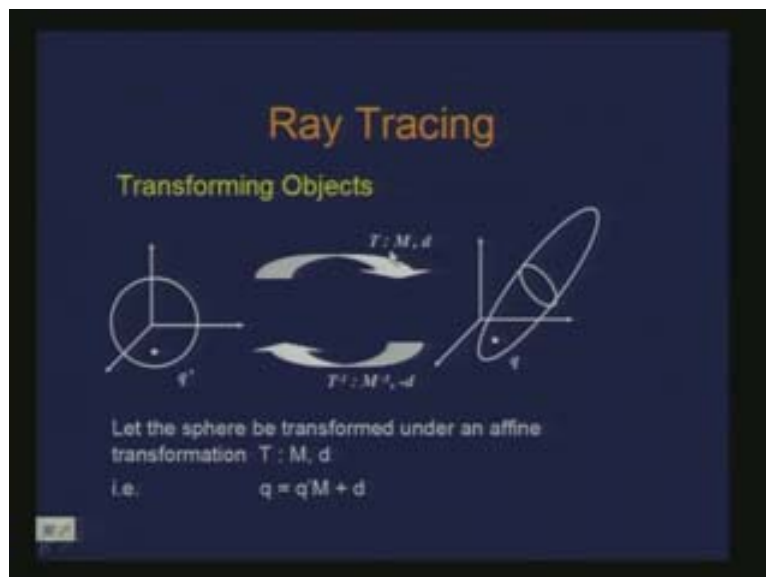 Ray Tracing
Transforming Objects
T : M, d
q'
q
T⁻¹ : M⁻¹, -d
Let the sphere be transformed under an affine
transformation T : M, d
i.e. q = q'M + d